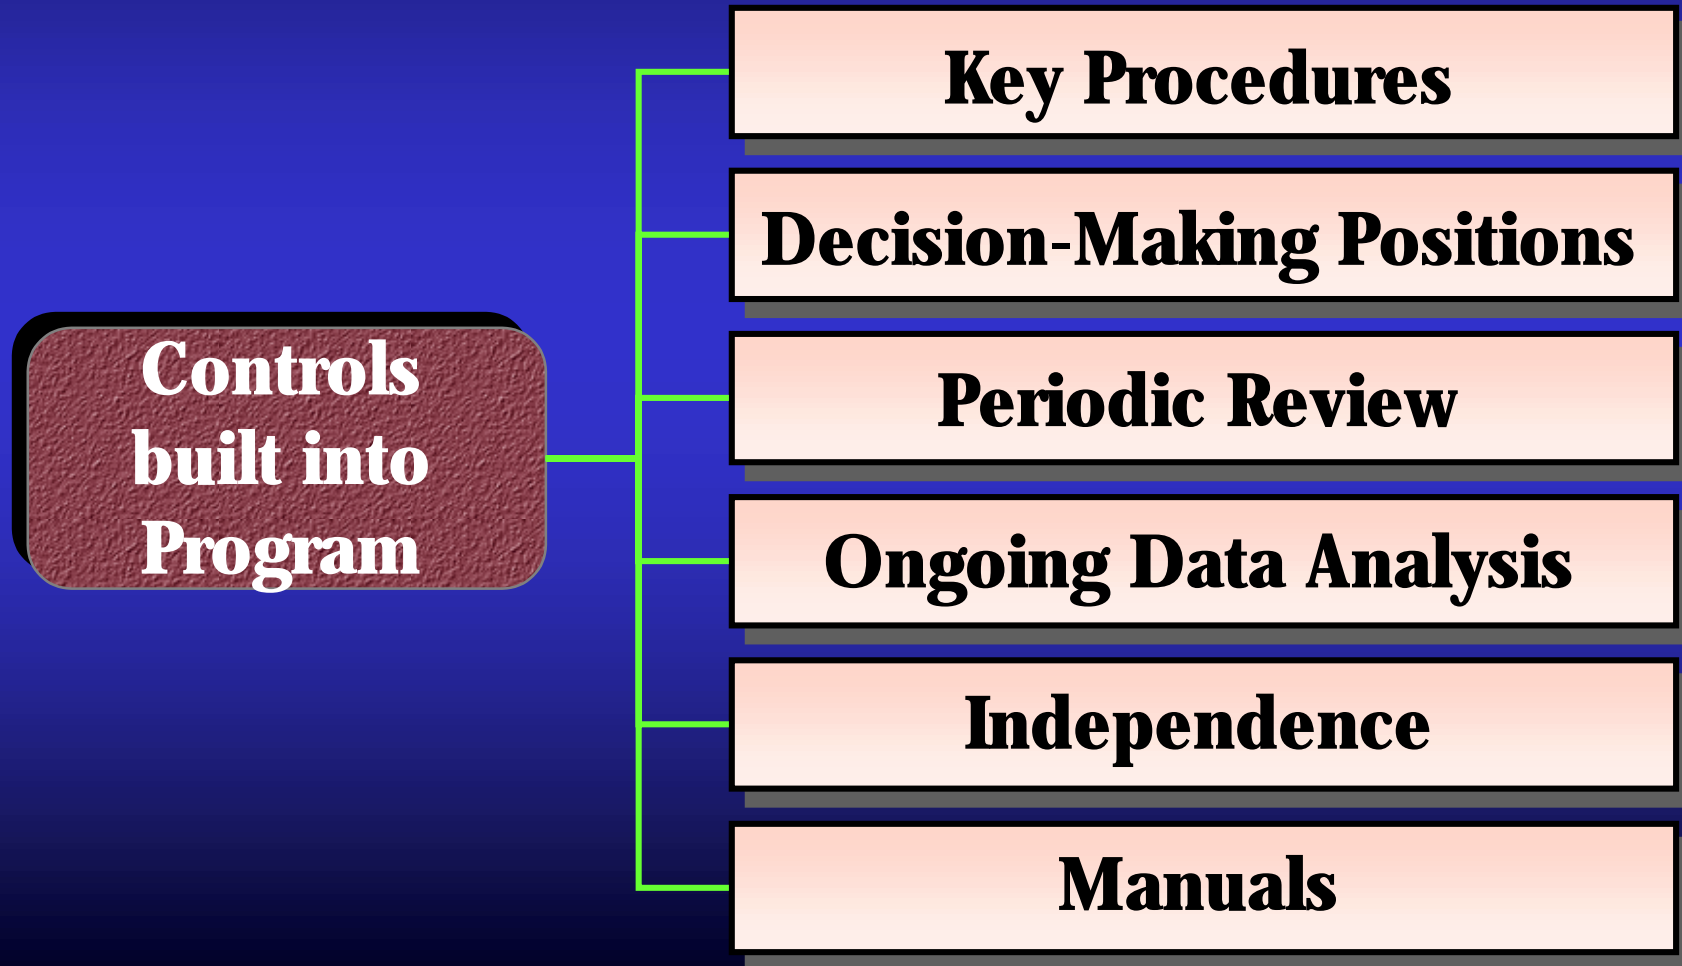 Key Procedures
Decision-Making Positions
Periodic Review
Controls
built into
Program
Ongoing Data Analysis
Independence
Manuals